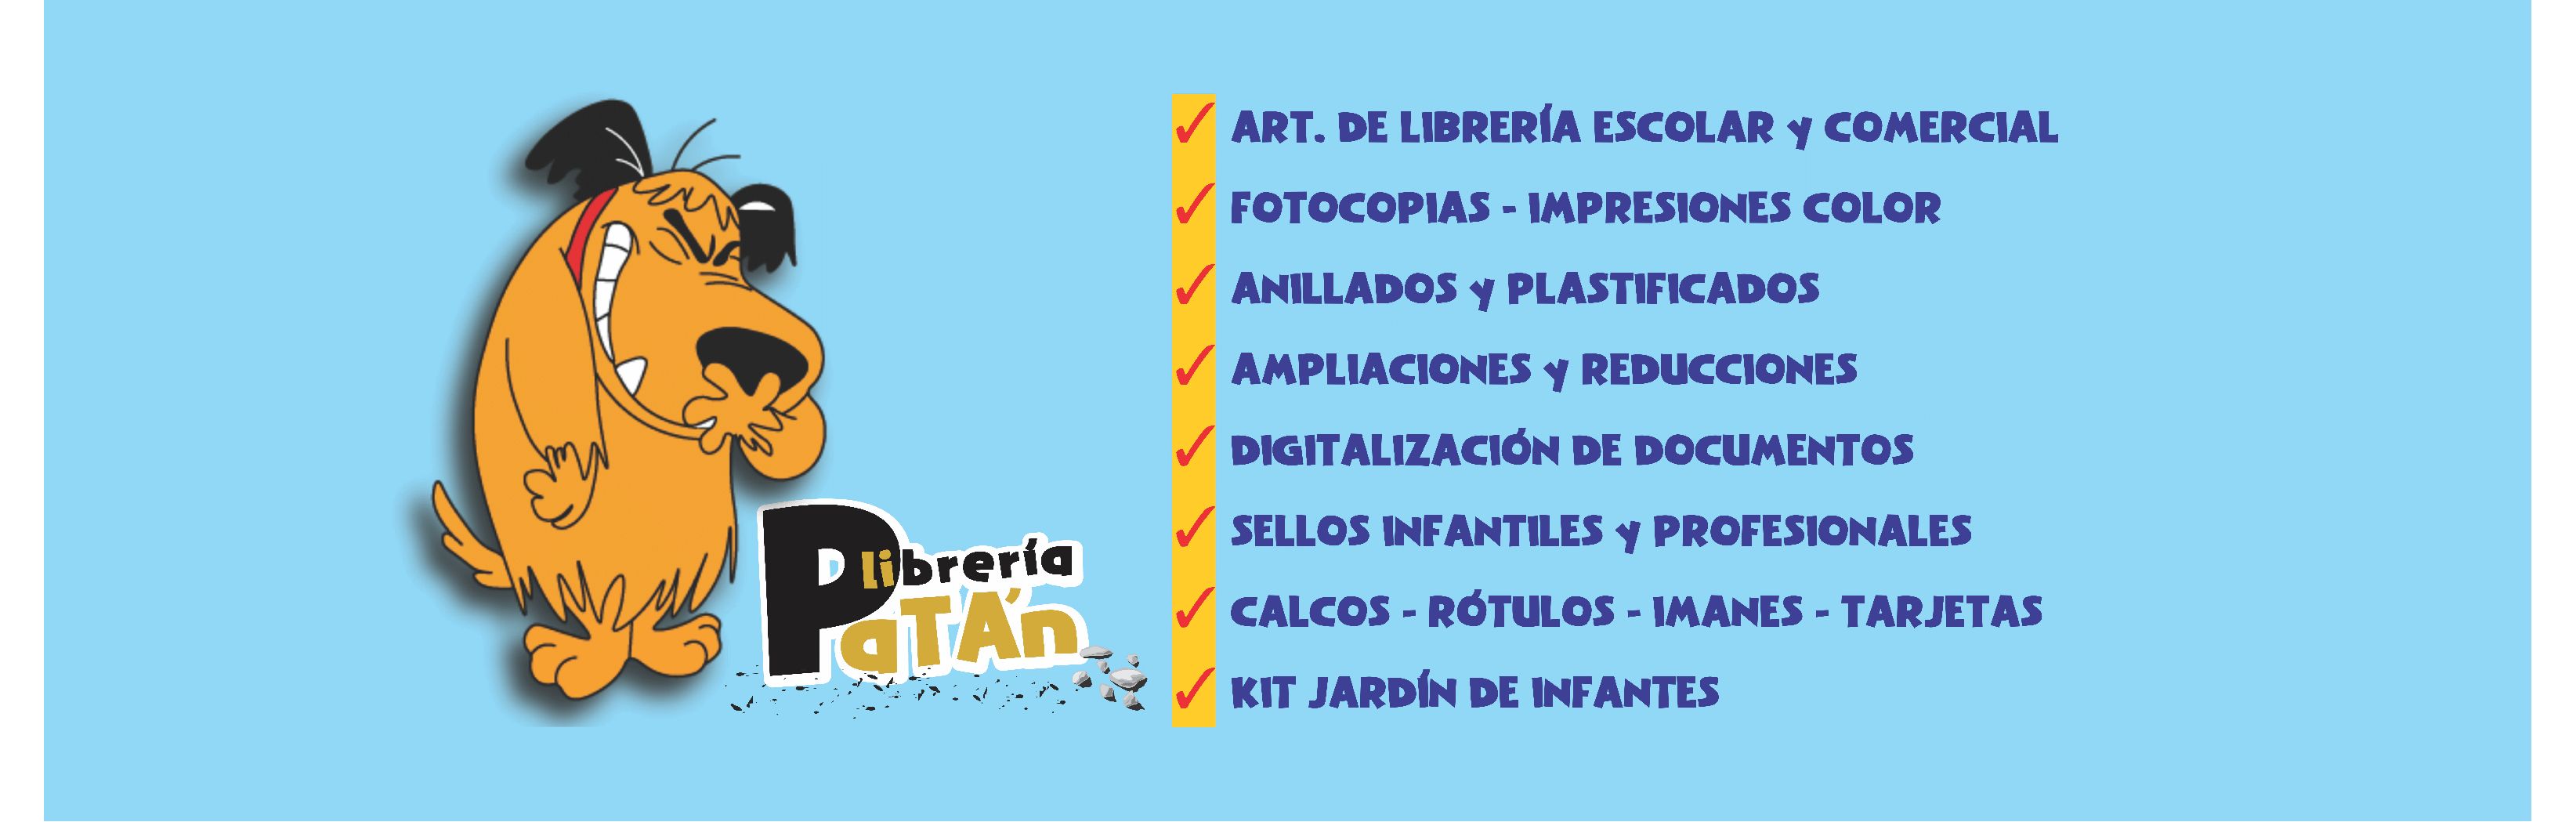 librería
PaTÁn
ART. DE LIBRERÍA ESCOLAR y COMERCIAL
FOTOCOPIAS - IMPRESIONES COLOR
ANILLADOS y PLASTIFICADOS
AMPLIACIONES y REDUCCIONES
DIGITALIZACIÓN DE DOCUMENTOS
SELLOS INFANTILES y PROFESIONALES
CALCOS - RÓTULOS - IMANES - TARJETAS
KIT JARDÍN DE INFANTES